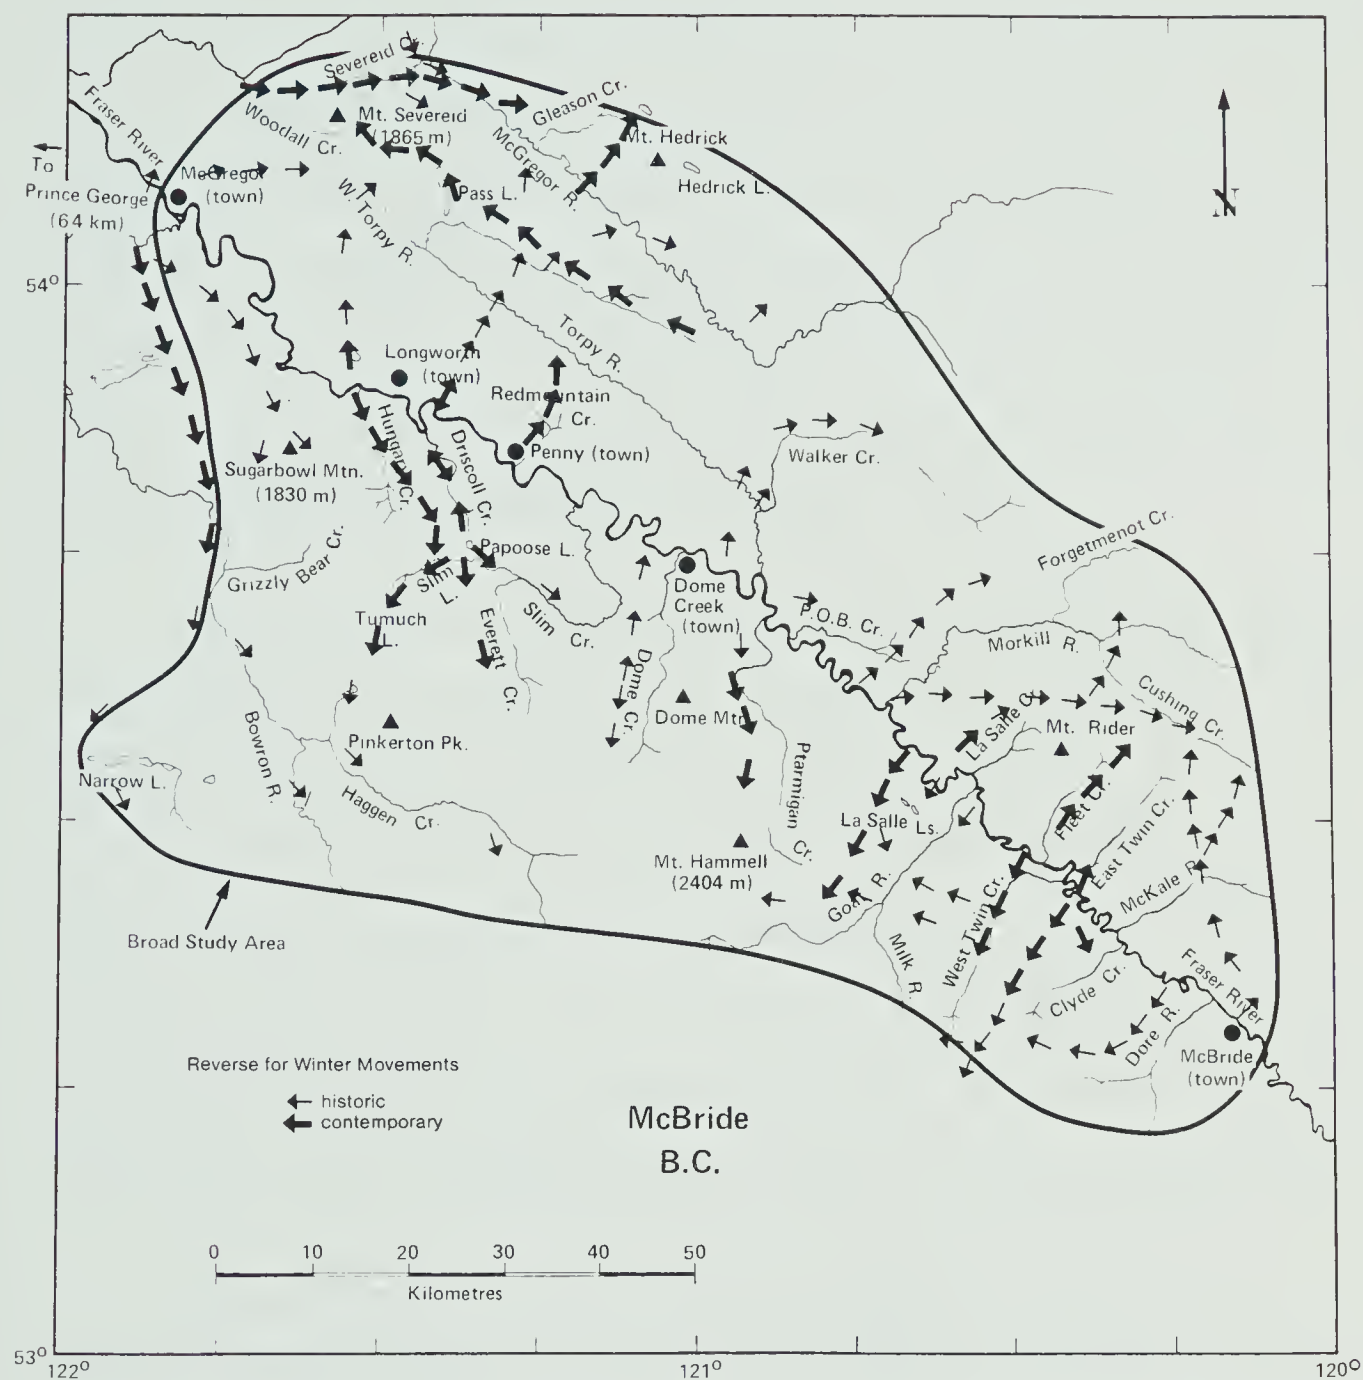 Severeid Cr.
Fraser River
Woodall Cr.
Mt. Severeid
(1865 m)
Gleason Cr.
McGregor R.
Mt. Hedrick
Hedrick L.
To
Prince George
(64 km)
McGregor
(town)
W. Torpy R.
Pass L.
N
54°
Torpy R.
Longworth
(town)
Redmountain
Cr.
Hungary Cr.
Driscoll Cr.
Penny (town)
Walker Cr.
Sugarbowl Mtn.
(1830 m)
Forgetmenot Cr.
Grizzly Bear Cr.
Papoose L.
Slim
L.
Tumuch
L.
Everett Cr.
Slim Cr.
Dome
Creek
(town)
P.O.B. Cr.
Morkill R.
Dome Cr.
Dome Mtn.
Cushing Cr.
La Salle Cr.
Mt. Rider
Pinkerton Pk.
Bowron R.
Narrow L.
Haggen Cr.
Ptarmigan Cr.
La Salle Ls.
Fleet Cr.
East Twin Cr.
Mt. Hammell
(2404 m)
Goat R.
McKale R.
West Twin Cr.
Broad Study Area
Milk R.
Clyde Cr.
Fraser River
Dore R.
McBride
(town)
Reverse for Winter Movements
historic
contemporary
McBride
B.C.
0 10 20 30 40 50
Kilometres
53°
122° 121° 120°